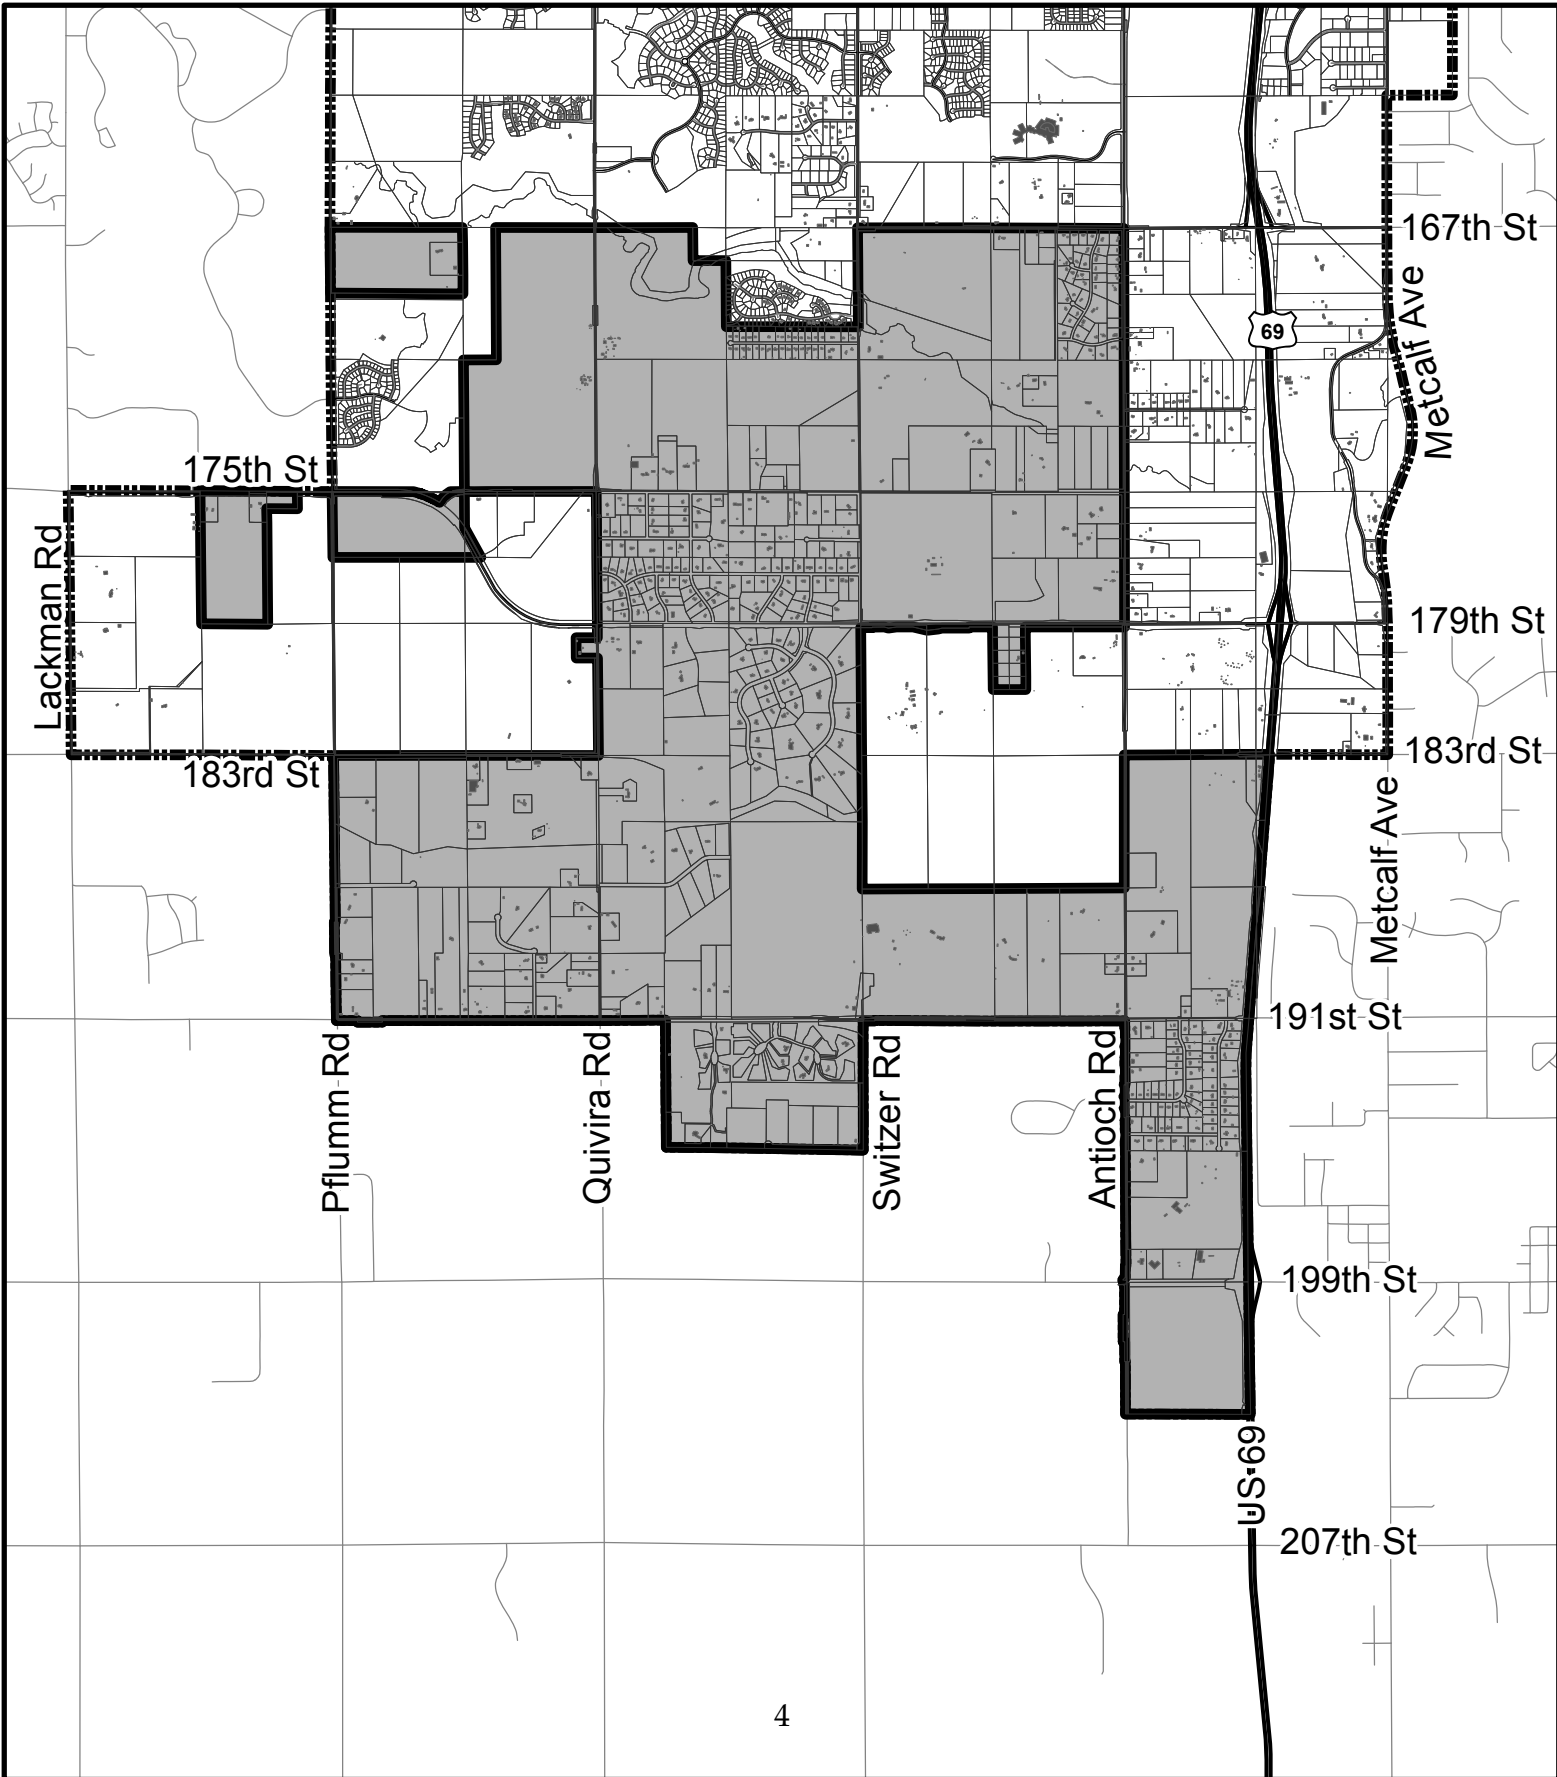 167th St
69
Metcalf Ave
175th St
Lackman Rd
179th St
183rd St
183rd St
Metcalf Ave
191st St
Pflumm Rd
Quivira Rd
Switzer Rd
Antioch Rd
199th St
US-69
207th St
4